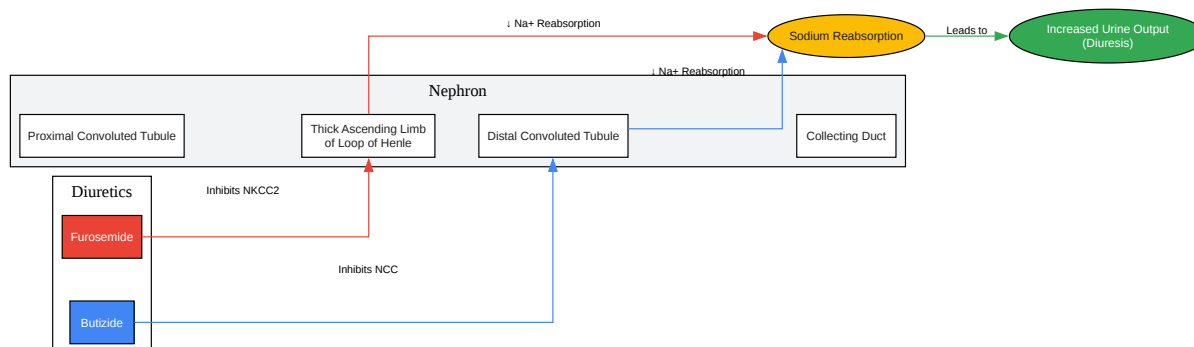 ↓ Na+ Reabsorption
Sodium Reabsorption
Leads to
Increased Urine Output
(Diuresis)
↓ Na+ Reabsorption
Nephron
Proximal Convoluted Tubule
Thick Ascending Limb
of Loop of Henle
Distal Convoluted Tubule
Collecting Duct
Diuretics
Inhibits NKCC2
Furosemide
Inhibits NCC
Butizide